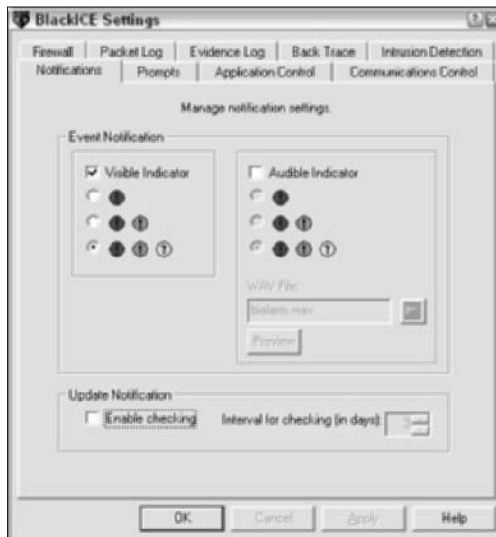 BlackICE Settings
Firewall Packet Log Evidence Log Back Trace Intrusion Detection
Notifications Prompts Application Control Communications Control
Manage notification settings.
Event Notification
Visible Indicator Audible Indicator
WAV File
Preview
Update Notification
Enable checking Interval for checking (in days):
OK Cancel Apply Help